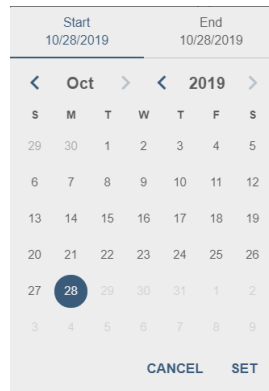 Start End
10/28/2019 10/28/2019
Oct 2019
S M T W T F S
29 30 1 2 3 4 5
6 7 8 9 10 11 12
13 14 15 16 17 18 19
20 21 22 23 24 25 26
27 28 29 30 31 1 2
3 4 5 6 7 8 9
CANCEL SET